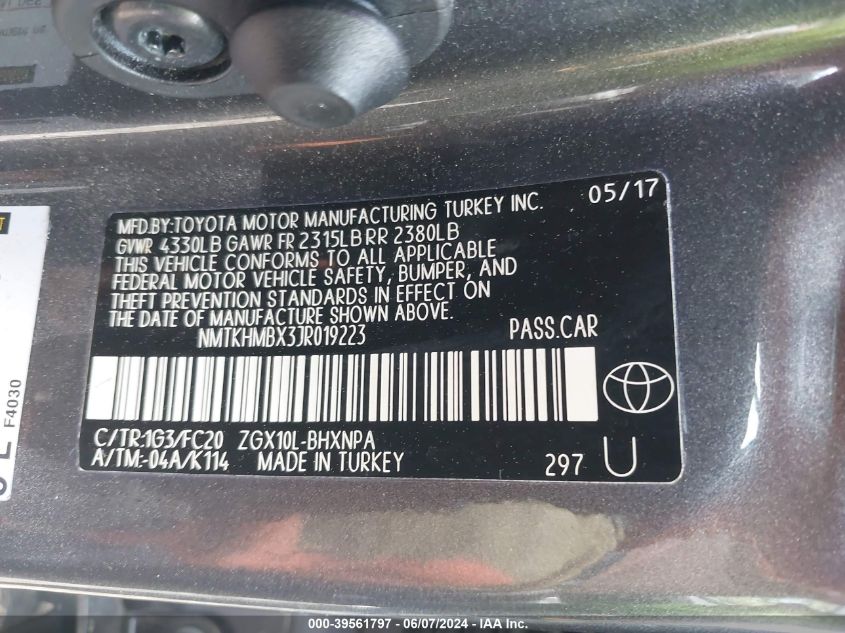 MFD.BY:TOYOTA MOTOR MANUFACTURING TURKEY INC. 05/17
GVWR 4330LB GAWR FR 2315LB RR 2380LB
THIS VEHICLE CONFORMS TO ALL APPLICABLE
FEDERAL MOTOR VEHICLE SAFETY, BUMPER, AND
THEFT PREVENTION STANDARDS IN EFFECT ON
THE DATE OF MANUFACTURE SHOWN ABOVE.
NMTKHMBX3JR019223 PASS.CAR
C/TR:1G3/FC20 ZGX10L-BHXNPA
A/TM:-04A/K114 MADE IN TURKEY 297 U
F4030
000-39561797 - 06/07/2024 - IAA Inc.